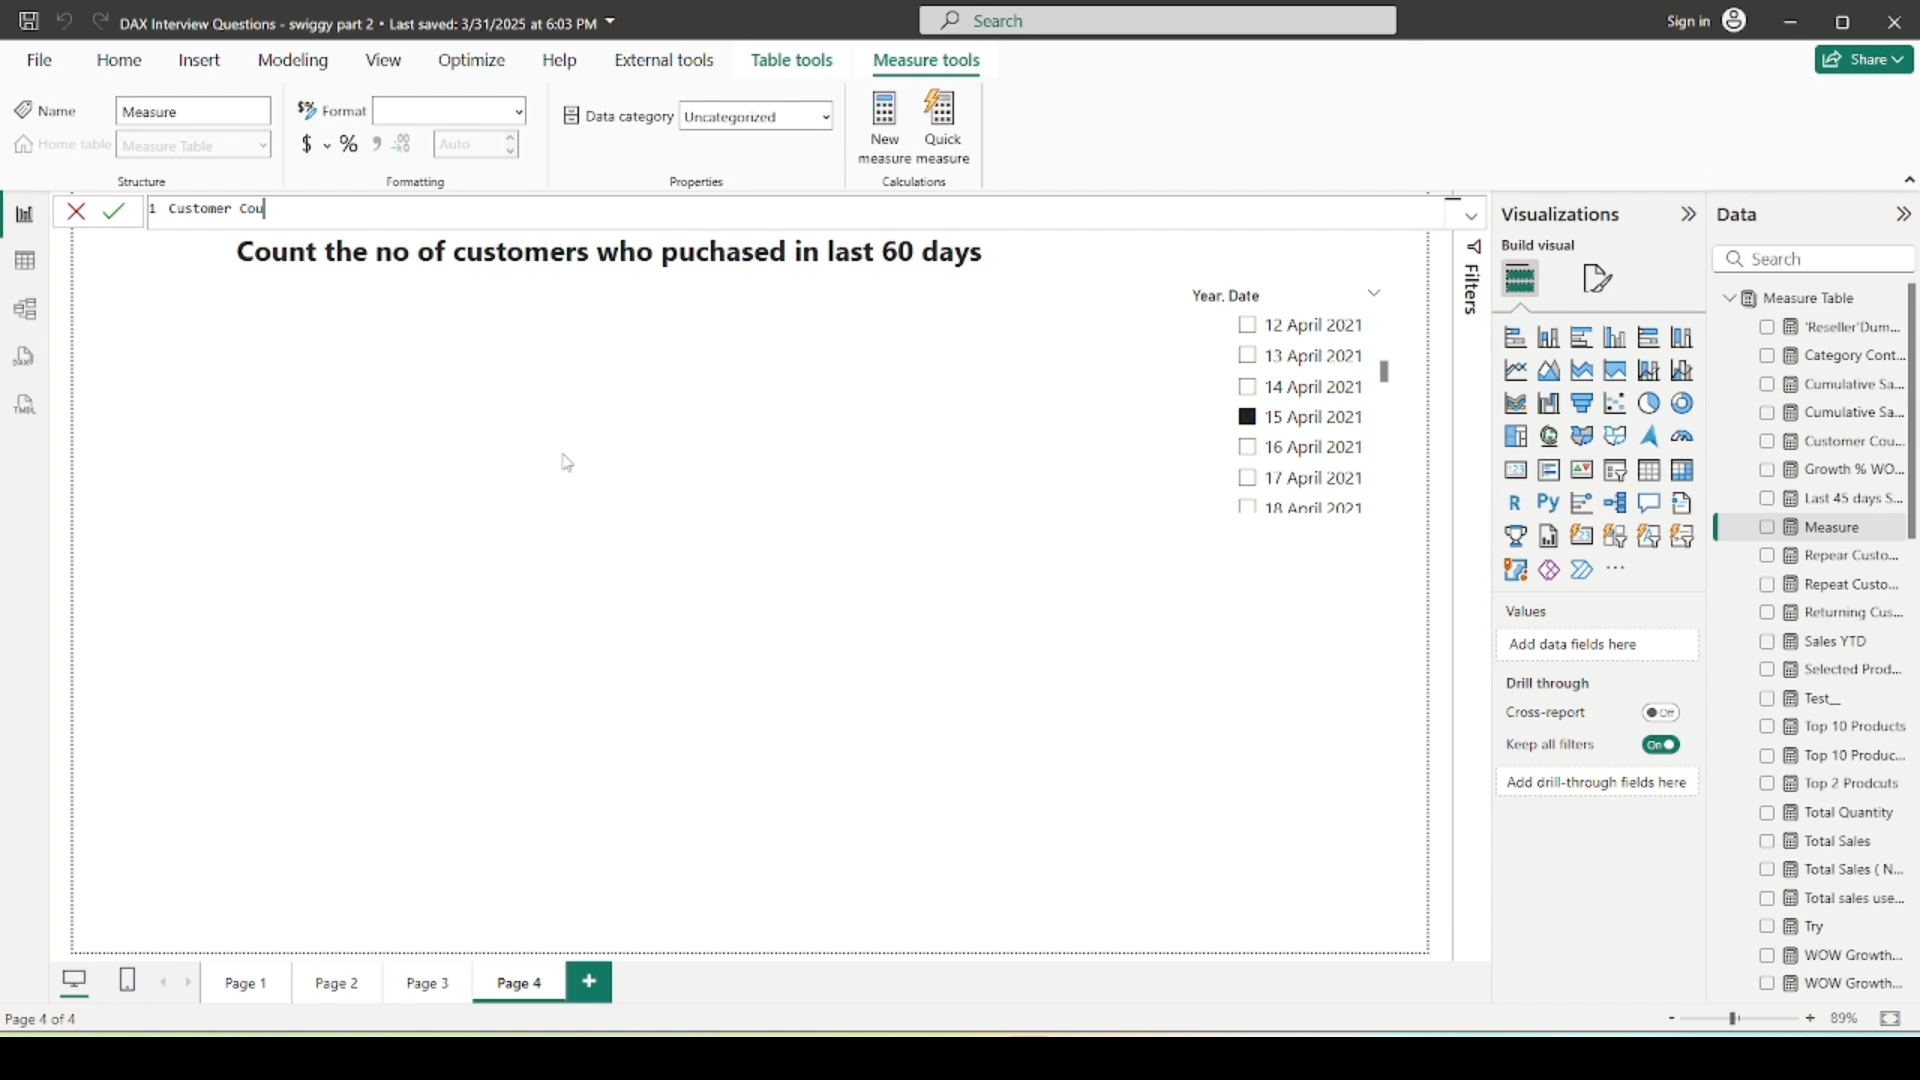 DAX Interview Questions - swiggy part 2 • Last saved: 3/31/2025 at 6:03 PM
Search
Sign in
File
Home
Insert
Modeling
View
Optimize
Help
External tools
Table tools
Measure tools
Share
Name
Measure
Format
Data category
Uncategorized
New measure
Quick measure
Home table
Measure Table
$
%
Auto
Structure
Formatting
Properties
Calculations
1 Customer Cou
Count the no of customers who puchased in last 60 days
Year, Date
12 April 2021
13 April 2021
14 April 2021
15 April 2021
16 April 2021
17 April 2021
18 April 2021
Filters
Visualizations
Build visual
R
Py
Values
Add data fields here
Drill through
Cross-report
Off
Keep all filters
On
Add drill-through fields here
Data
Search
Measure Table
'Reseller'Dum...
Category Cont...
Cumulative Sa...
Cumulative Sa...
Customer Cou...
Growth % WO...
Last 45 days S...
Measure
Repear Custo...
Repeat Custo...
Returning Cus...
Sales YTD
Selected Prod...
Test__
Top 10 Products
Top 10 Produc...
Top 2 Prodcuts
Total Quantity
Total Sales
Total Sales ( N...
Total sales use...
Try
WOW Growth...
WOW Growth...
Page 1
Page 2
Page 3
Page 4
Page 4 of 4
89%